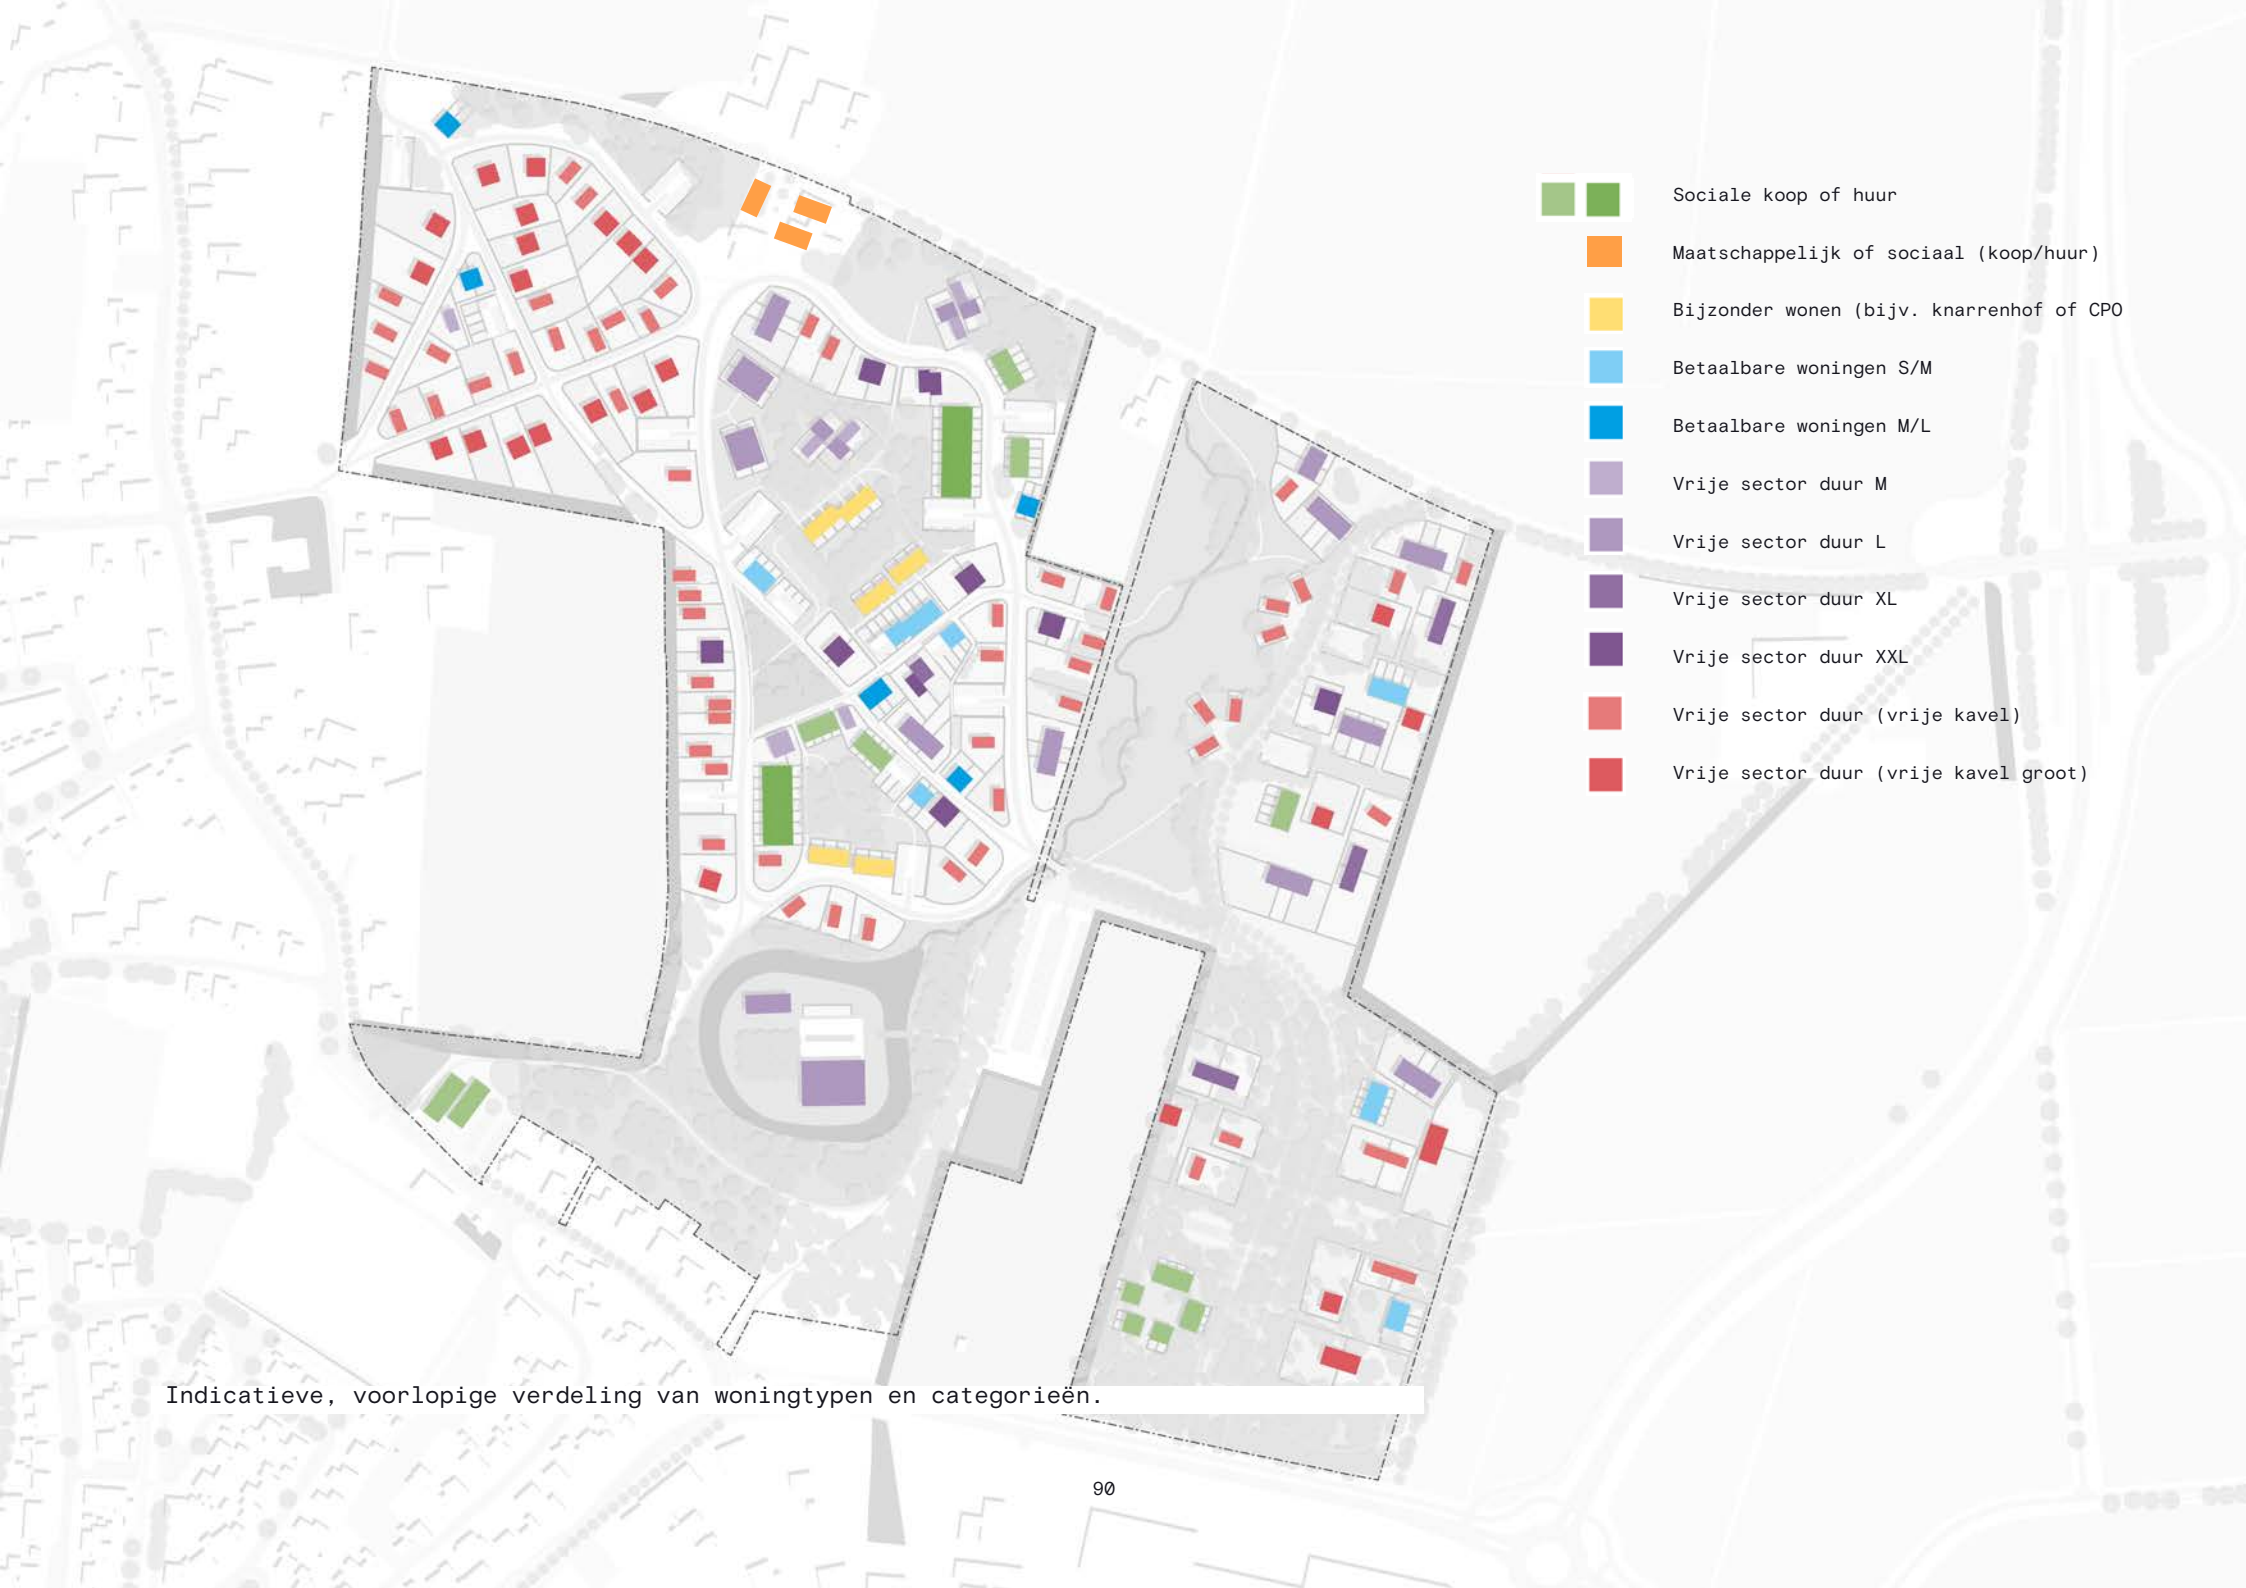 Sociale koop of huur
Maatschappelijk of sociaal (koop/huur)
Bijzonder wonen (bijv. knarrenhof of CPO
Betaalbare woningen S/M
Betaalbare woningen M/L
Vrije sector duur M
Vrije sector duur L
Vrije sector duur XL
Vrije sector duur XXL
Vrije sector duur (vrije kavel)
Vrije sector duur (vrije kavel groot)
Indicatieve, voorlopige verdeling van woningtypen en categorieën.
90